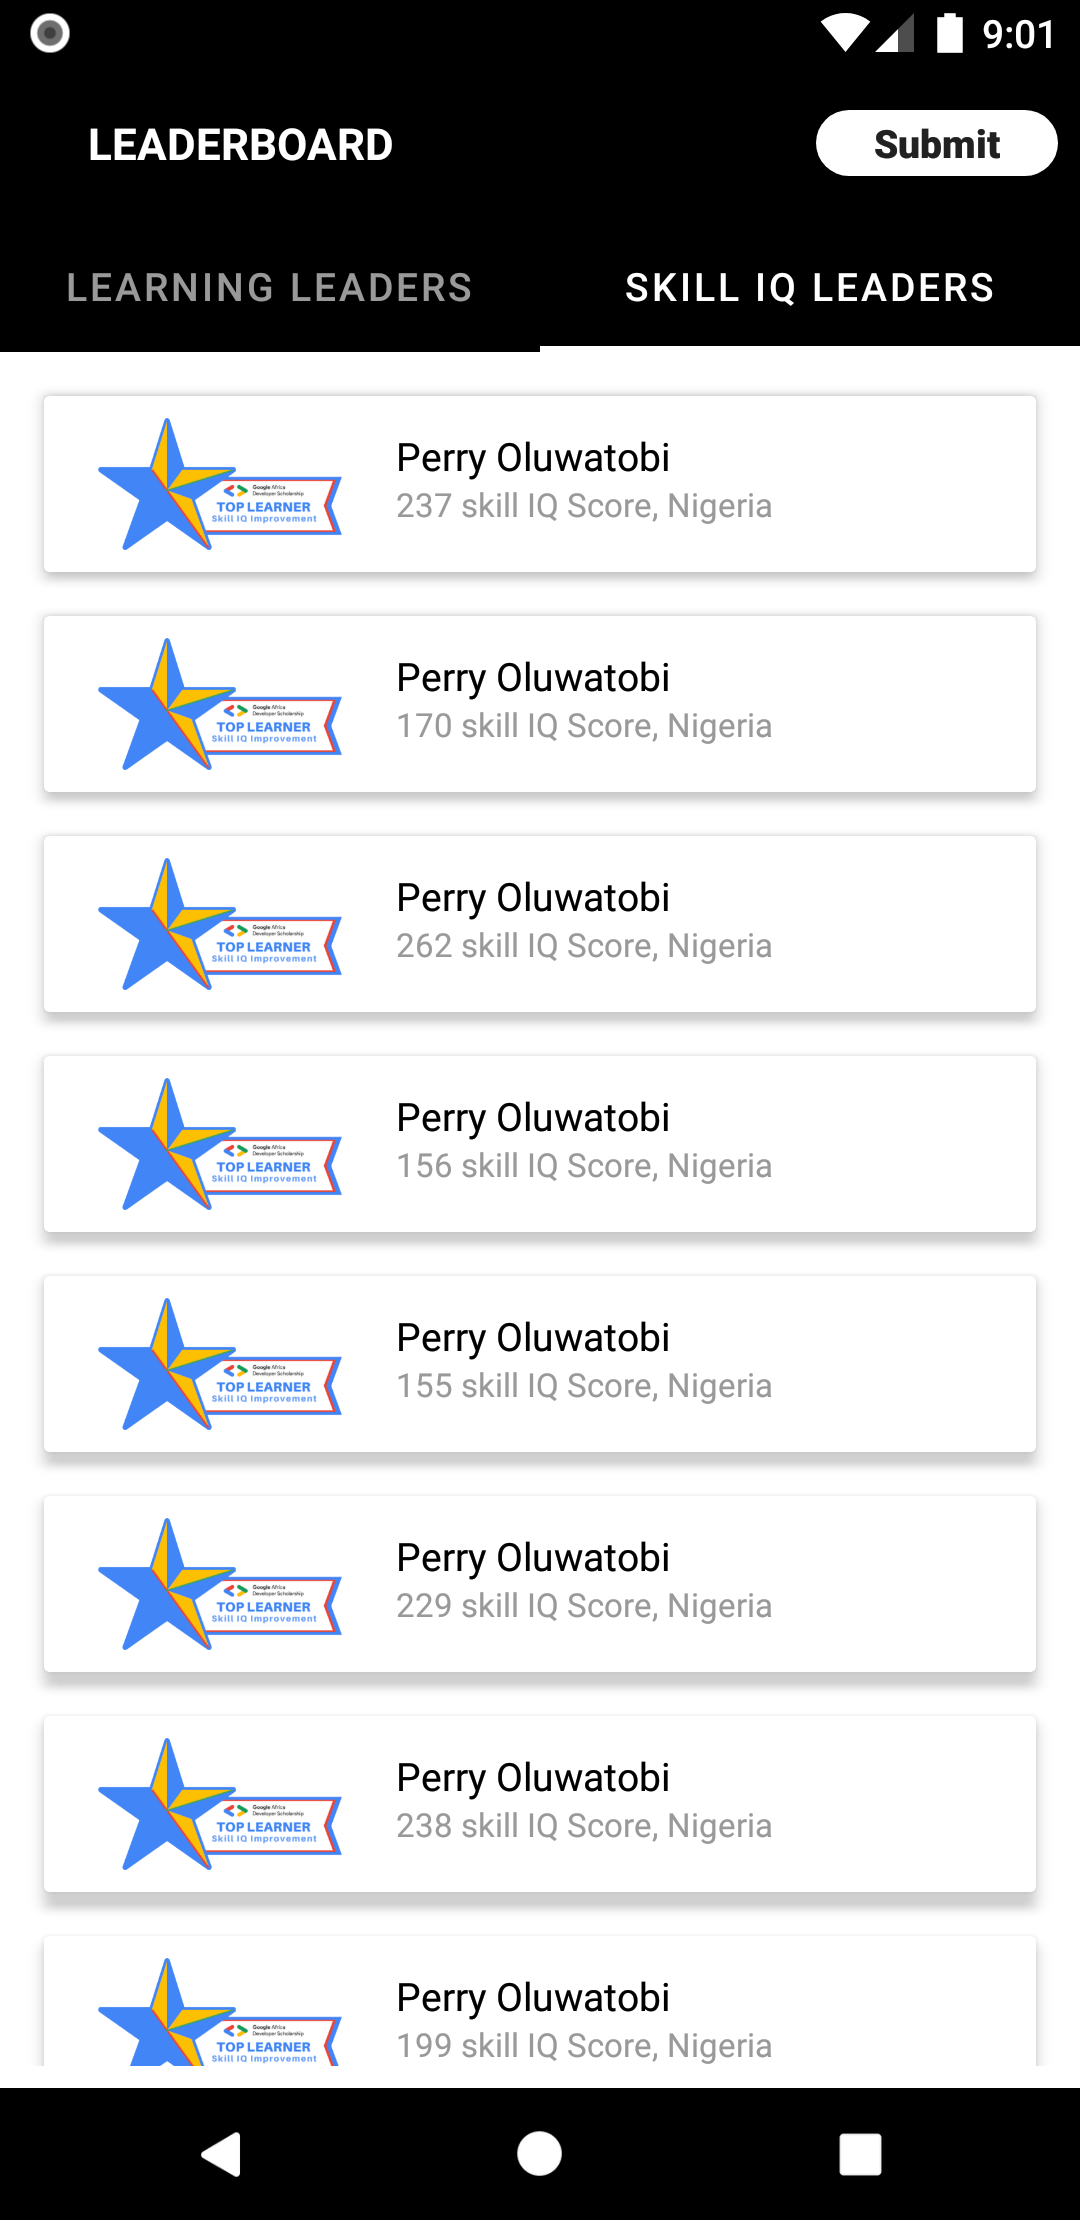 9:01
LEADERBOARD
Submit
LEARNING LEADERS
SKILL IQ LEADERS
Google Africa
Developer Scholarship
TOP LEARNER
Skill IQ Improvement
Perry Oluwatobi
237 skill IQ Score, Nigeria
Google Africa
Developer Scholarship
TOP LEARNER
Skill IQ Improvement
Perry Oluwatobi
170 skill IQ Score, Nigeria
Google Africa
Developer Scholarship
TOP LEARNER
Skill IQ Improvement
Perry Oluwatobi
262 skill IQ Score, Nigeria
Google Africa
Developer Scholarship
TOP LEARNER
Skill IQ Improvement
Perry Oluwatobi
156 skill IQ Score, Nigeria
Google Africa
Developer Scholarship
TOP LEARNER
Skill IQ Improvement
Perry Oluwatobi
155 skill IQ Score, Nigeria
Google Africa
Developer Scholarship
TOP LEARNER
Skill IQ Improvement
Perry Oluwatobi
229 skill IQ Score, Nigeria
Google Africa
Developer Scholarship
TOP LEARNER
Skill IQ Improvement
Perry Oluwatobi
238 skill IQ Score, Nigeria
Google Africa
Developer Scholarship
TOP LEARNER
Skill IQ Improvement
Perry Oluwatobi
199 skill IQ Score, Nigeria